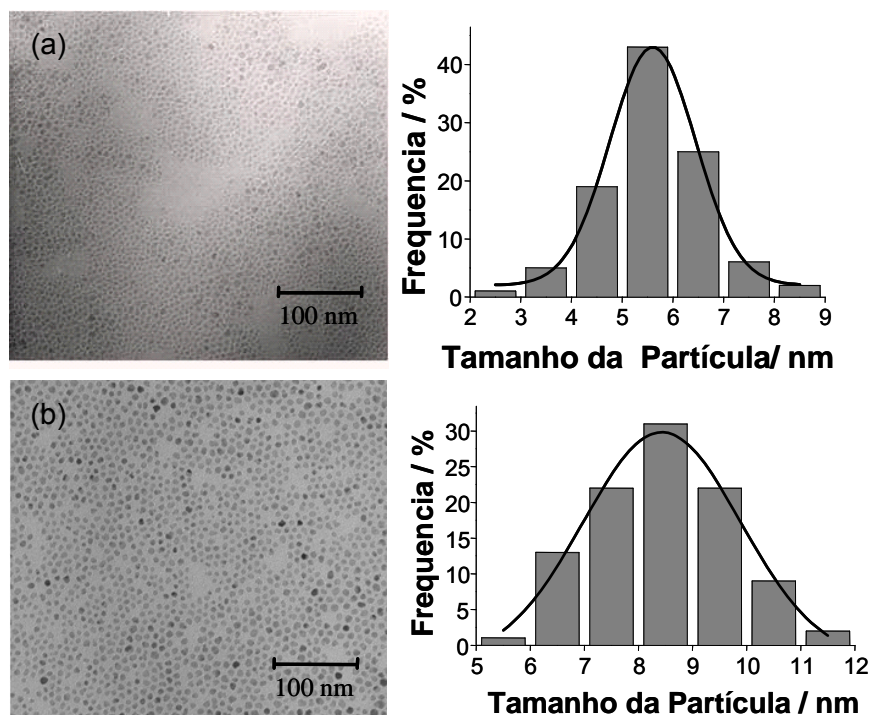 (a)
100 nm
Frequencia / %
40
30
20
10
0
2 3 4 5 6 7 8 9
Tamanho da Partícula/ nm
(b)
100 nm
Frequencia / %
30
25
20
15
10
5
0
5 6 7 8 9 10 11 12
Tamanho da Partícula / nm